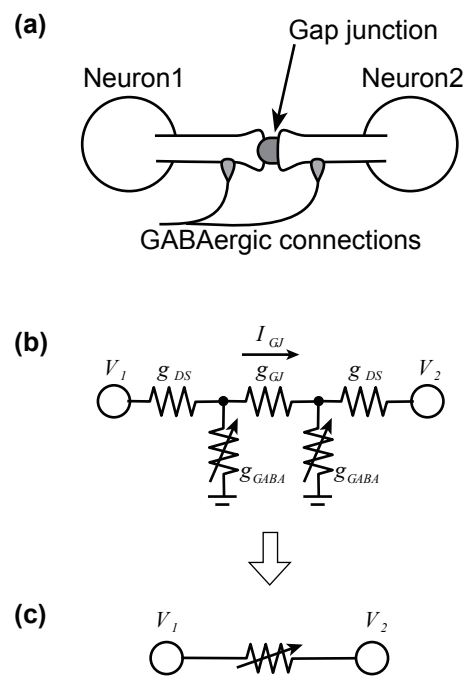 (a)
Gap junction
Neuron1
Neuron2
GABAergic connections
(b)
I GJ
V 1
g DS
g GJ
g DS
V 2
g GABA
g GABA
(c)
V 1
V 2